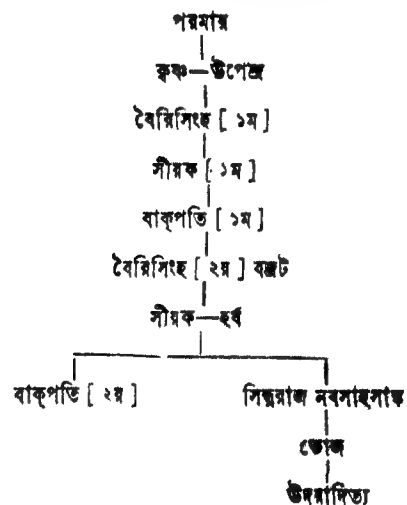 পরমার
কৃষ্ণ—উপেন্দ্র
বৈরিসিংহ [ ১ম ]
সীয়ক [ ১ম ]
বাক্‌পতি [ ১ম ]
বৈরিসিংহ [ ২য় ] বজ্রট
সীয়ক—হর্ষ
বাক্‌পতি [ ২য় ] সিন্ধুরাজ নবসাহসাঙ্ক
ভোজ
উদয়াদিত্য